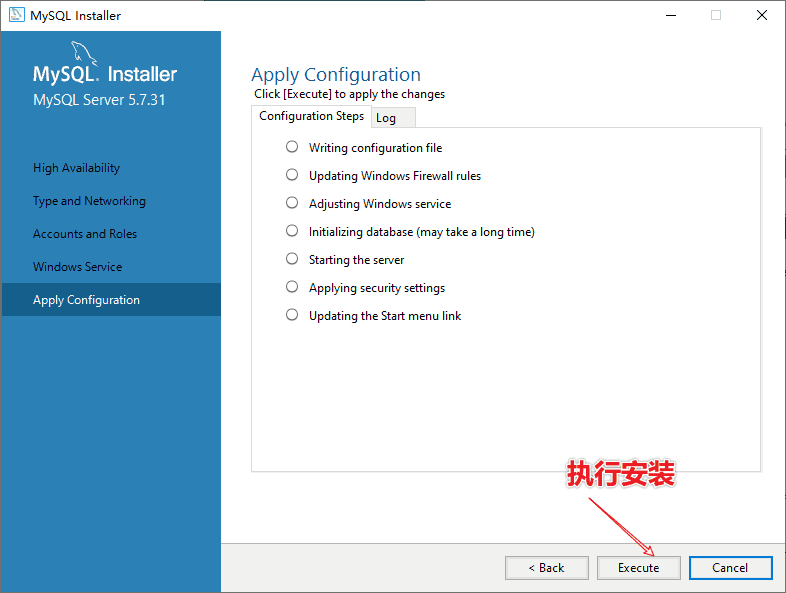 MySQL Installer
MySQL. Installer
MySQL Server 5.7.31
High Availability
Type and Networking
Accounts and Roles
Windows Service
Apply Configuration
Apply Configuration
Click [Execute] to apply the changes
Configuration Steps
Log
Writing configuration file
Updating Windows Firewall rules
Adjusting Windows service
Initializing database (may take a long time)
Starting the server
Applying security settings
Updating the Start menu link
执行安装
< Back
Execute
Cancel